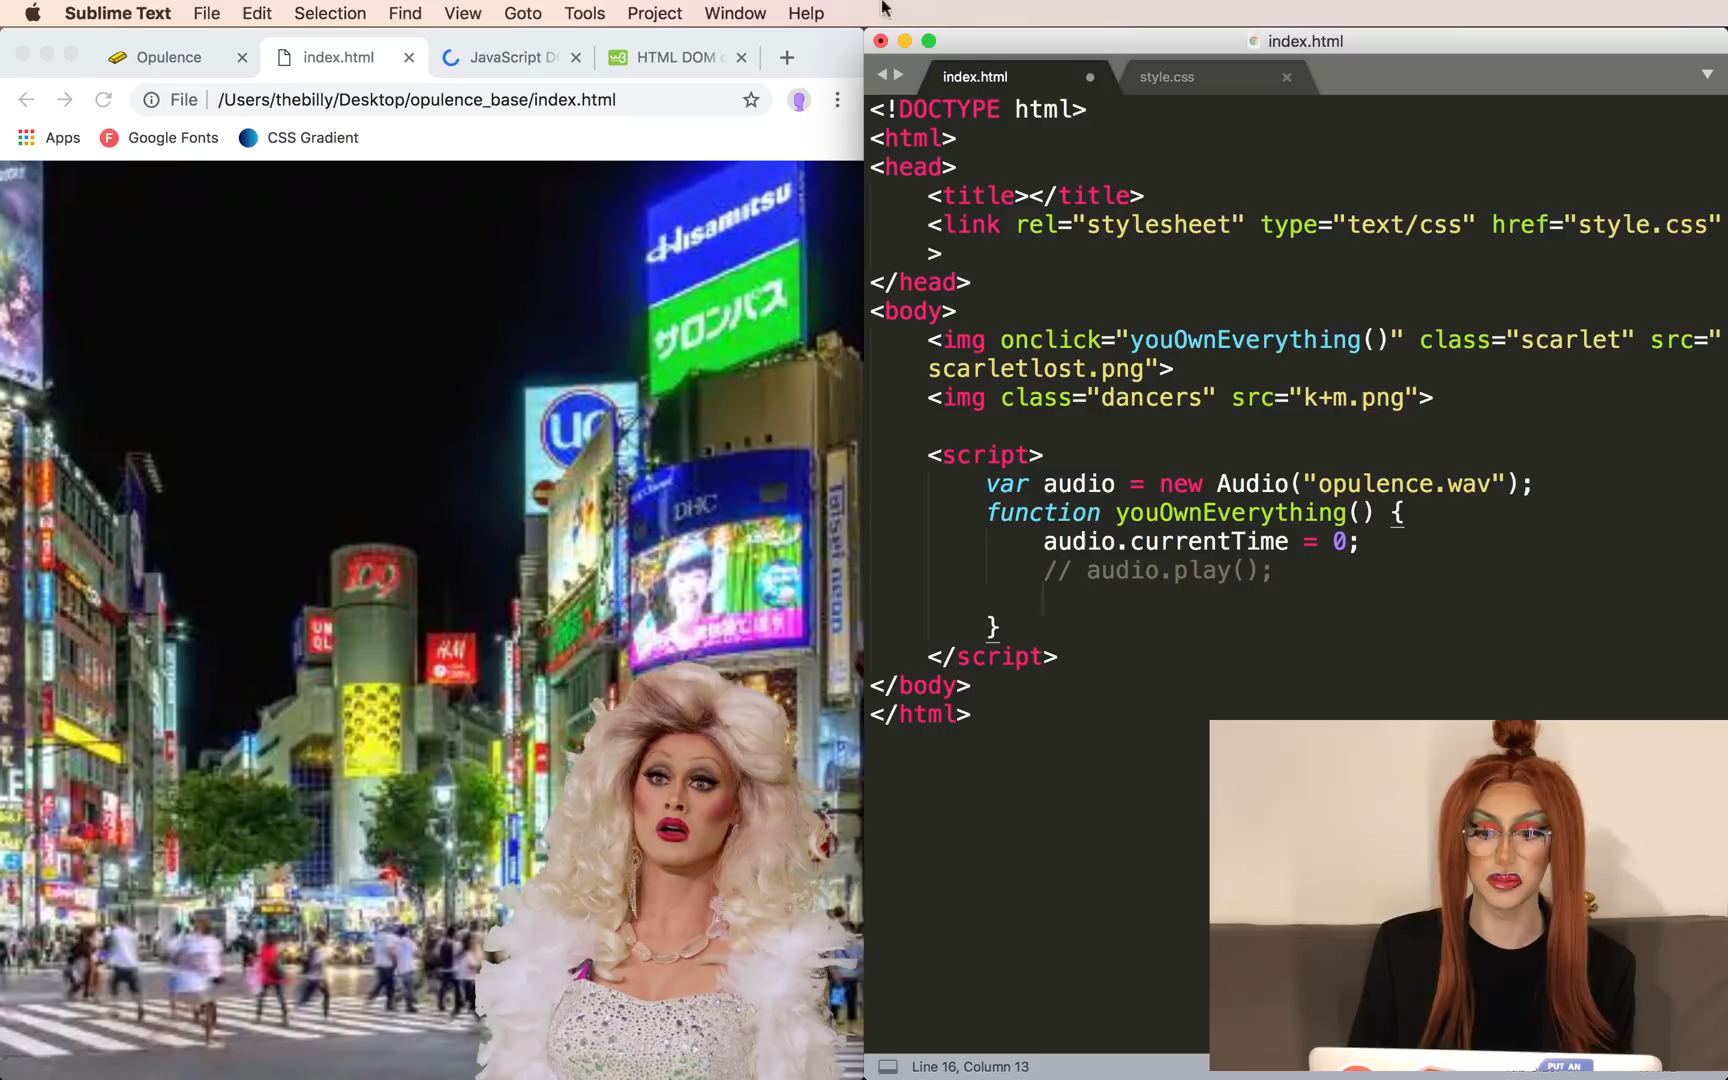 Sublime Text File Edit Selection Find View Goto Tools Project Window Help
Opulence
index.html
JavaScript D
HTML DOM
File /Users/thebilly/Desktop/opulence_base/index.html
Apps Google Fonts CSS Gradient
Hisamitsu
サロンパス
UC
DHC
109
UN
QL
H&M
index.html
index.html style.css
<!DOCTYPE html>
<html>
<head>
<title></title>
<link rel="stylesheet" type="text/css" href="style.css"
>
</head>
<body>
<img onclick="youOwnEverything()" class="scarlet" src="
scarletlost.png">
<img class="dancers" src="k+m.png">
<script>
var audio = new Audio("opulence.wav");
function youOwnEverything() {
audio.currentTime = 0;
// audio.play();
}
</script>
</body>
</html>
Line 16, Column 13
PUT AN